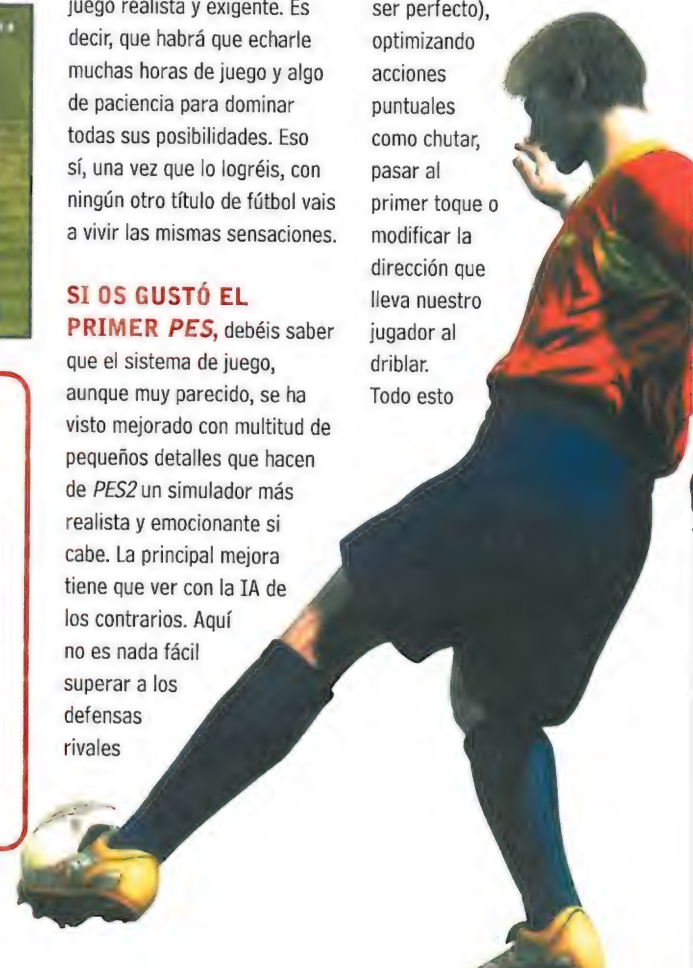 juego realista y exigente. Es
decir, que habrá que echarle
muchas horas de juego y algo
de paciencia para dominar
todas sus posibilidades. Eso
sí, una vez que lo logréis, con
ningún otro título de fútbol vais
a vivir las mismas sensaciones.
SI OS GUSTÓ EL
PRIMER PES, debéis saber
que el sistema de juego,
aunque muy parecido, se ha
visto mejorado con multitud de
pequeños detalles que hacen
de PES2 un simulador más
realista y emocionante si
cabe. La principal mejora
tiene que ver con la IA de
los contrarios. Aquí
no es nada fácil
superar a los
defensas
rivales
ser perfecto),
optimizando
acciones
puntuales
como chutar,
pasar al
primer toque o
modificar la
dirección que
lleva nuestro
jugador al
driblar.
Todo esto